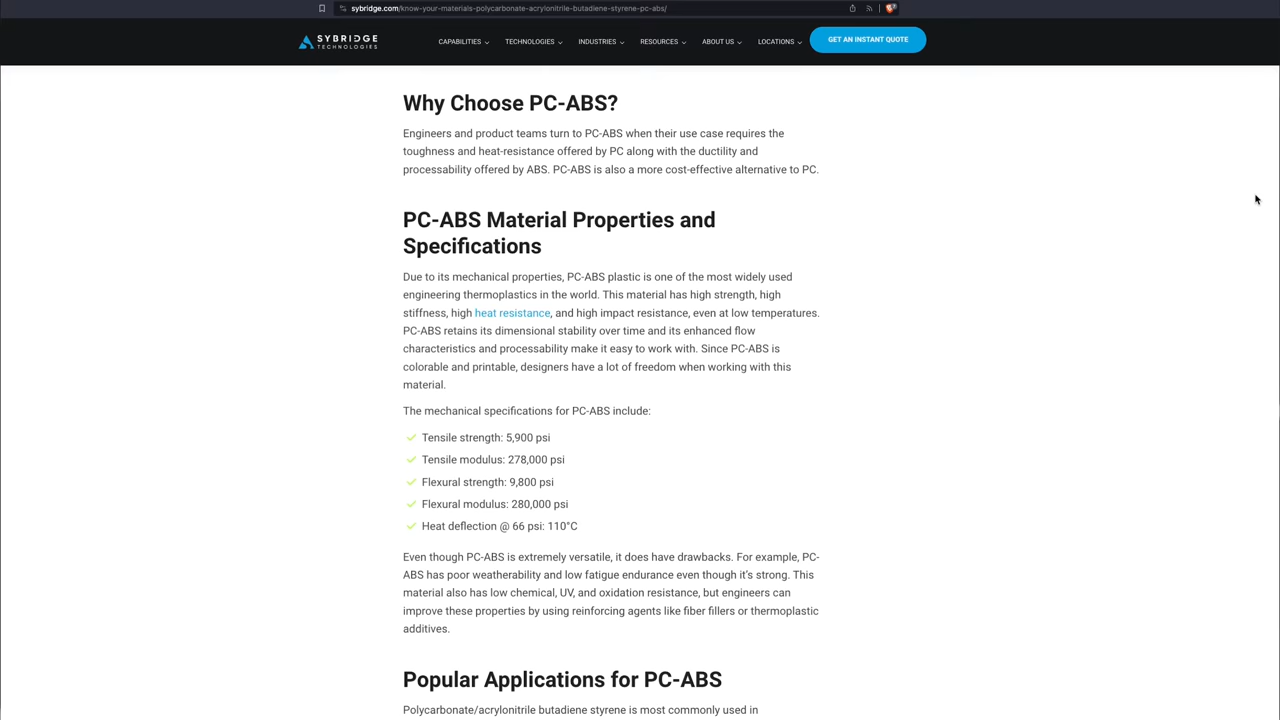 sybridge.com/know-your-materials-polycarbonate-acrylonitrile-butadiene-styrene-pc-abs/
SYBRIDGE
TECHNOLOGIES
CAPABILITIES
TECHNOLOGIES
INDUSTRIES
RESOURCES
ABOUT US
LOCATIONS
GET AN INSTANT QUOTE
Why Choose PC-ABS?
Engineers and product teams turn to PC-ABS when their use case requires the
toughness and heat-resistance offered by PC along with the ductility and
processability offered by ABS. PC-ABS is also a more cost-effective alternative to PC.
PC-ABS Material Properties and
Specifications
Due to its mechanical properties, PC-ABS plastic is one of the most widely used
engineering thermoplastics in the world. This material has high strength, high
stiffness, high heat resistance, and high impact resistance, even at low temperatures.
PC-ABS retains its dimensional stability over time and its enhanced flow
characteristics and processability make it easy to work with. Since PC-ABS is
colorable and printable, designers have a lot of freedom when working with this
material.
The mechanical specifications for PC-ABS include:
Tensile strength: 5,900 psi
Tensile modulus: 278,000 psi
Flexural strength: 9,800 psi
Flexural modulus: 280,000 psi
Heat deflection @ 66 psi: 110°C
Even though PC-ABS is extremely versatile, it does have drawbacks. For example, PC-
ABS has poor weatherability and low fatigue endurance even though it's strong. This
material also has low chemical, UV, and oxidation resistance, but engineers can
improve these properties by using reinforcing agents like fiber fillers or thermoplastic
additives.
Popular Applications for PC-ABS
Polycarbonate/acrylonitrile butadiene styrene is most commonly used in